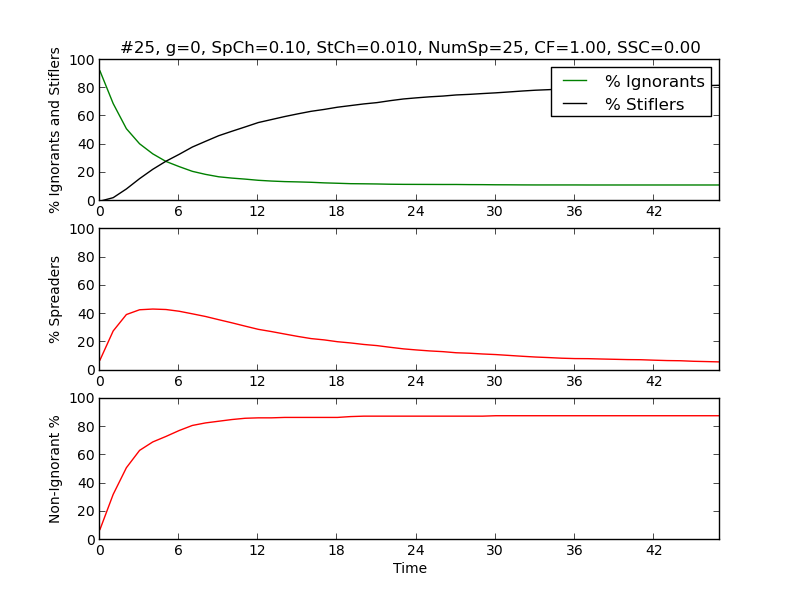 #25, g=0, SpCh=0.10, StCh=0.010, NumSp=25, CF=1.00, SSC=0.00
% Ignorants and Stiflers
100
80
60
40
20
0
% Ignorants
% Stiflers
0 6 12 18 24 30 36 42
% Spreaders
100
80
60
40
20
0
0 6 12 18 24 30 36 42
Non-Ignorant %
100
80
60
40
20
0
0 6 12 18 24 30 36 42
Time